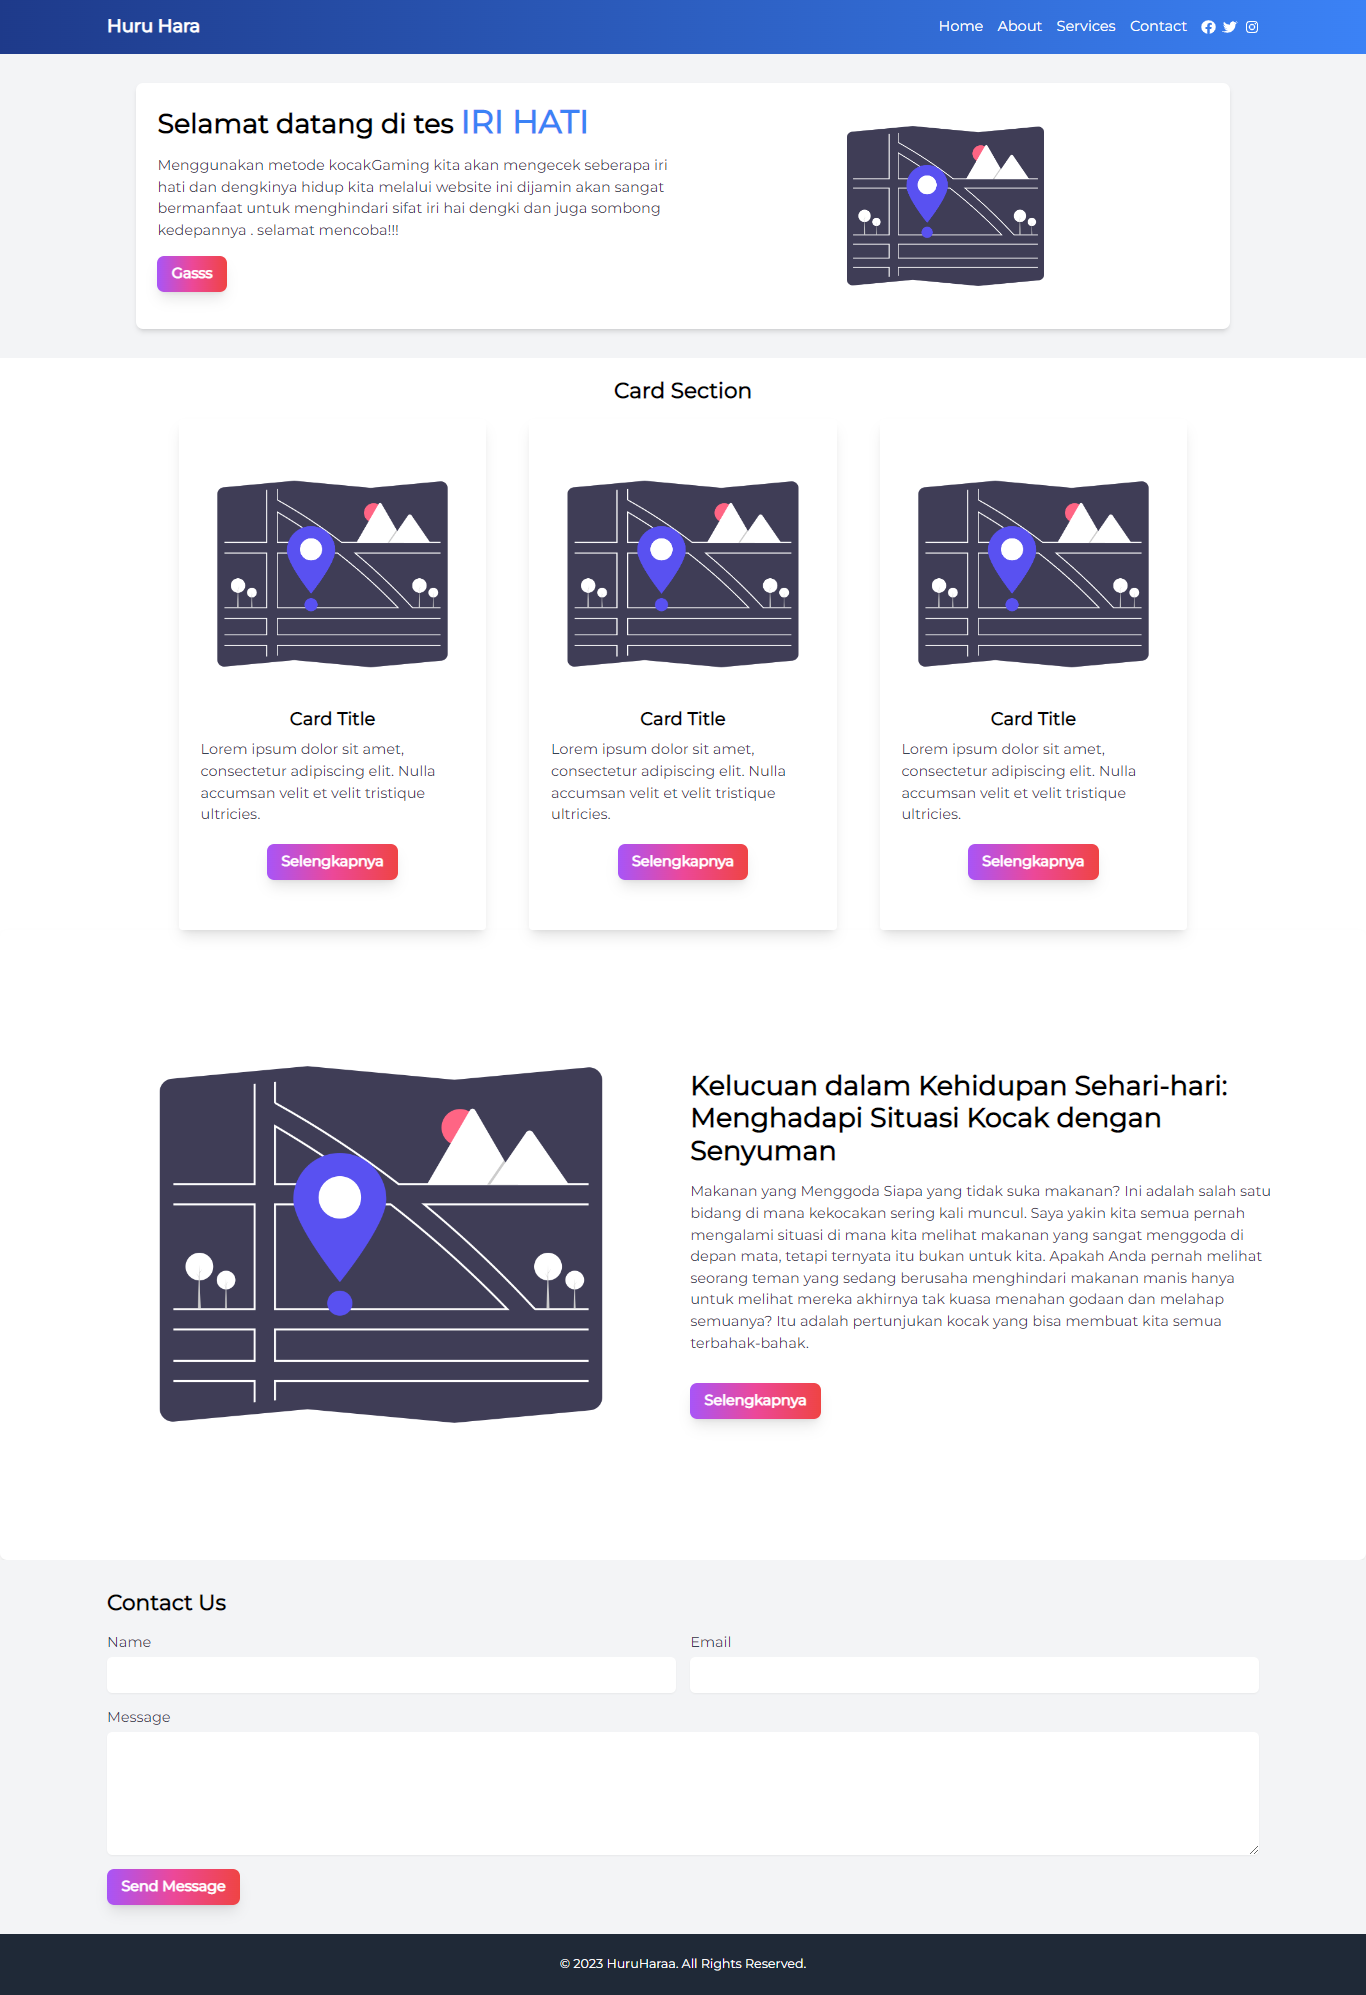 Huru Hara
Home About Services Contact
Selamat datang di tes IRI HATI
Menggunakan metode kocakGaming kita akan mengecek seberapa iri
hati dan dengkinya hidup kita melalui website ini dijamin akan sangat
bermanfaat untuk menghindari sifat iri hai dengki dan juga sombong
kedepannya . selamat mencoba!!!
Gasss
Card Section
Card Title
Lorem ipsum dolor sit amet,
consectetur adipiscing elit. Nulla
accumsan velit et velit tristique
ultricies.
Selengkapnya
Card Title
Lorem ipsum dolor sit amet,
consectetur adipiscing elit. Nulla
accumsan velit et velit tristique
ultricies.
Selengkapnya
Card Title
Lorem ipsum dolor sit amet,
consectetur adipiscing elit. Nulla
accumsan velit et velit tristique
ultricies.
Selengkapnya
Kelucuan dalam Kehidupan Sehari-hari:
Menghadapi Situasi Kocak dengan
Senyuman
Makanan yang Menggoda Siapa yang tidak suka makanan? Ini adalah salah satu
bidang di mana kekocakan sering kali muncul. Saya yakin kita semua pernah
mengalami situasi di mana kita melihat makanan yang sangat menggoda di
depan mata, tetapi ternyata itu bukan untuk kita. Apakah Anda pernah melihat
seorang teman yang sedang berusaha menghindari makanan manis hanya
untuk melihat mereka akhirnya tak kuasa menahan godaan dan melahap
semuanya? Itu adalah pertunjukan kocak yang bisa membuat kita semua
terbahak-bahak.
Selengkapnya
Contact Us
Name
Email
Message
Send Message
© 2023 HuruHaraa. All Rights Reserved.